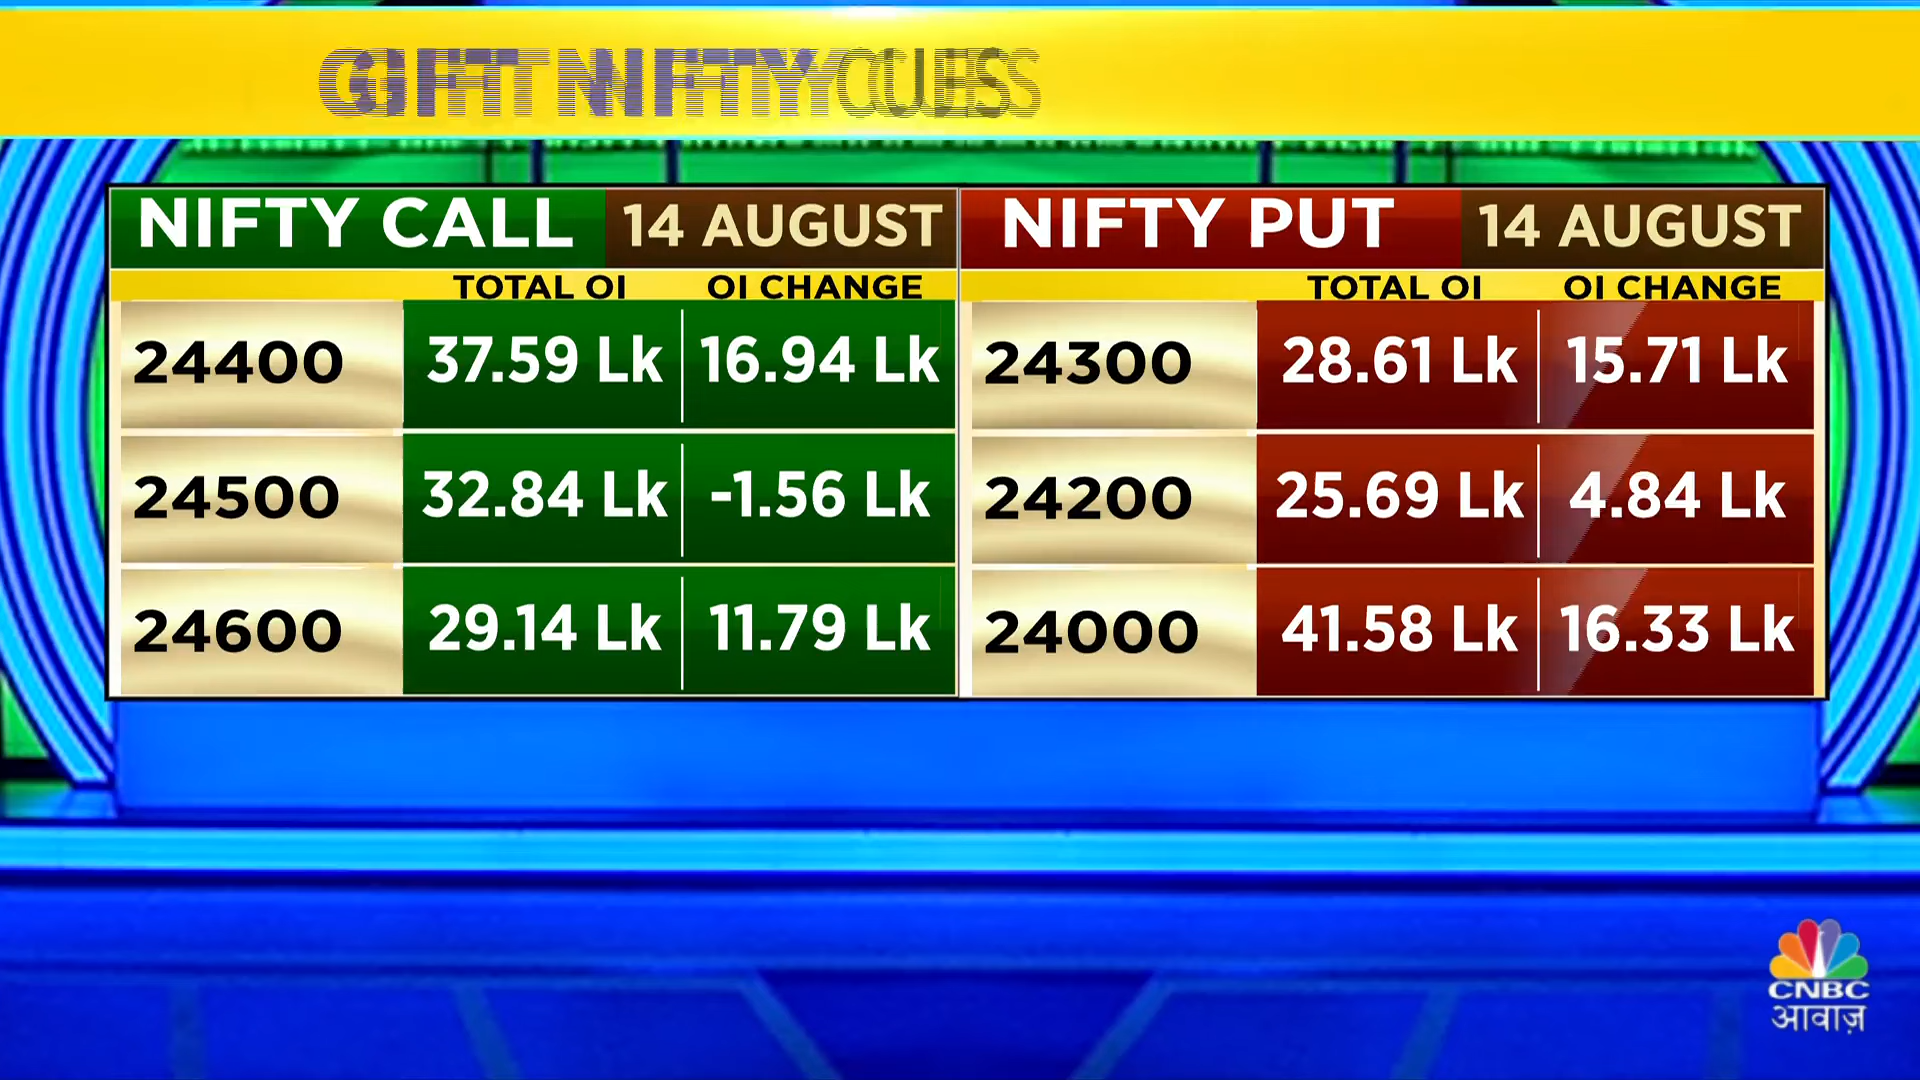 GIFT NIFTY CUES
NIFTY CALL 14 AUGUST
TOTAL OI OI CHANGE
24400 37.59 Lk 16.94 Lk
24500 32.84 Lk -1.56 Lk
24600 29.14 Lk 11.79 Lk
NIFTY PUT 14 AUGUST
TOTAL OI OI CHANGE
24300 28.61 Lk 15.71 Lk
24200 25.69 Lk 4.84 Lk
24000 41.58 Lk 16.33 Lk
CNBC
आवाज़